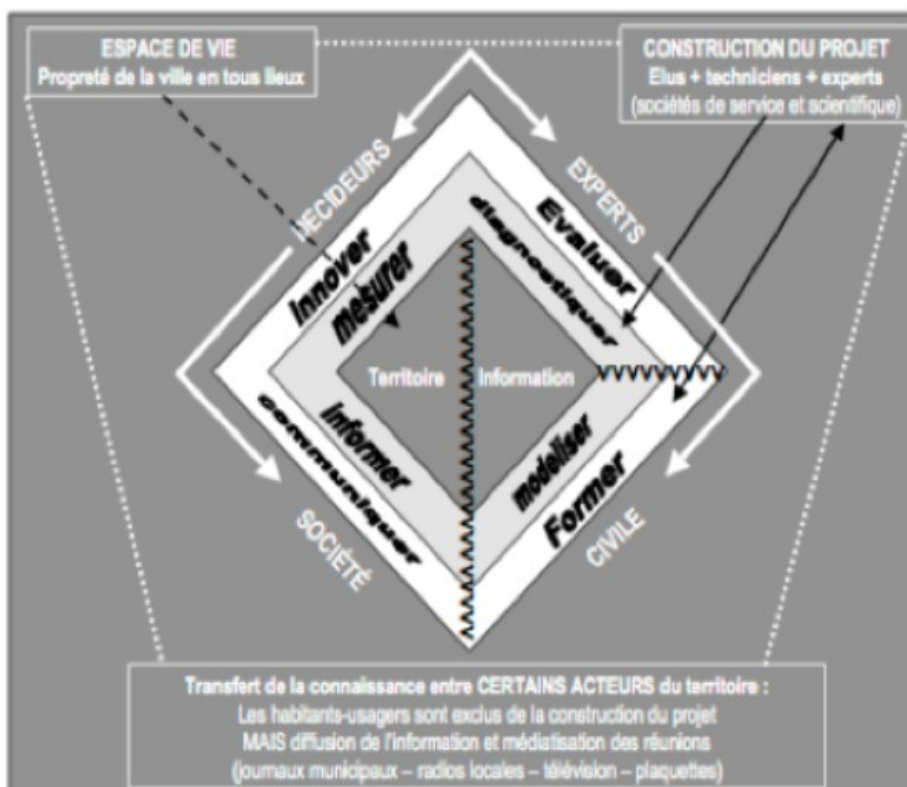 ESPACE DE VIE
Propreté de la ville en tous lieux
CONSTRUCTION DU PROJET
Elus + techniciens + experts
(sociétés de service et scientifique)
DECIDEURS
EXPERTS
Innover
mesurer
diagnostiquer
Evaluer
Territoire
Information
Informer
communiquer
modeliser
Former
SOCIÉTÉ
CIVILE
Transfert de la connaissance entre CERTAINS ACTEURS du territoire :
Les habitants-usagers sont exclus de la construction du projet
MAIS diffusion de l'information et médiatisation des réunions
(journaux municipaux – radios locales – télévision – plaquettes)